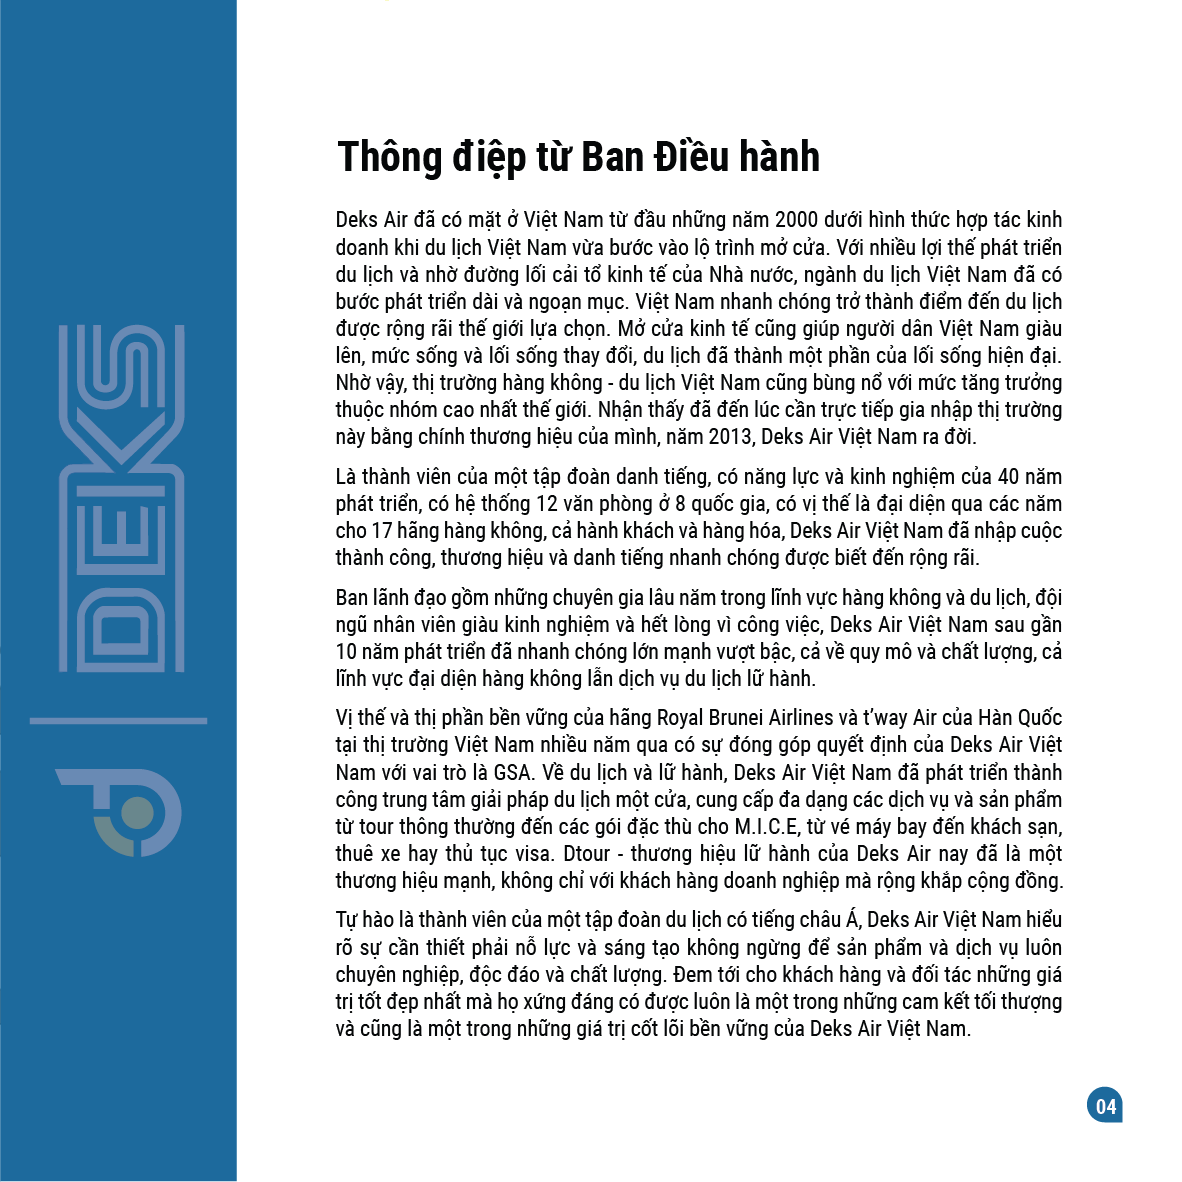 Thông điệp từ Ban Điều hành
Deks Air đã có mặt ở Việt Nam từ đầu những năm 2000 dưới hình thức hợp tác kinh
doanh khi du lịch Việt Nam vừa bước vào lộ trình mở cửa. Với nhiều lợi thế phát triển
du lịch và nhờ đường lối cải tổ kinh tế của Nhà nước, ngành du lịch Việt Nam đã có
bước phát triển dài và ngoạn mục. Việt Nam nhanh chóng trở thành điểm đến du lịch
được rộng rãi thế giới lựa chọn. Mở cửa kinh tế cũng giúp người dân Việt Nam giàu
lên, mức sống và lối sống thay đổi, du lịch đã thành một phần của lối sống hiện đại.
Nhờ vậy, thị trường hàng không - du lịch Việt Nam cũng bùng nổ với mức tăng trưởng
thuộc nhóm cao nhất thế giới. Nhận thấy đã đến lúc cần trực tiếp gia nhập thị trường
này bằng chính thương hiệu của mình, năm 2013, Deks Air Việt Nam ra đời.
Là thành viên của một tập đoàn danh tiếng, có năng lực và kinh nghiệm của 40 năm
phát triển, có hệ thống 12 văn phòng ở 8 quốc gia, có vị thế là đại diện qua các năm
cho 17 hãng hàng không, cả hành khách và hàng hóa, Deks Air Việt Nam đã nhập cuộc
thành công, thương hiệu và danh tiếng nhanh chóng được biết đến rộng rãi.
Ban lãnh đạo gồm những chuyên gia lâu năm trong lĩnh vực hàng không và du lịch, đội
ngũ nhân viên giàu kinh nghiệm và hết lòng vì công việc, Deks Air Việt Nam sau gần
10 năm phát triển đã nhanh chóng lớn mạnh vượt bậc, cả về quy mô và chất lượng, cả
lĩnh vực đại diện hàng không lẫn dịch vụ du lịch lữ hành.
Vị thế và thị phần bền vững của hãng Royal Brunei Airlines và t’way Air của Hàn Quốc
tại thị trường Việt Nam nhiều năm qua có sự đóng góp quyết định của Deks Air Việt
Nam với vai trò là GSA. Về du lịch và lữ hành, Deks Air Việt Nam đã phát triển thành
công trung tâm giải pháp du lịch một cửa, cung cấp đa dạng các dịch vụ và sản phẩm
từ tour thông thường đến các gói đặc thù cho M.I.C.E, từ vé máy bay đến khách sạn,
thuê xe hay thủ tục visa. Dtour - thương hiệu lữ hành của Deks Air nay đã là một
thương hiệu mạnh, không chỉ với khách hàng doanh nghiệp mà rộng khắp cộng đồng.
Tự hào là thành viên của một tập đoàn du lịch có tiếng châu Á, Deks Air Việt Nam hiểu
rõ sự cần thiết phải nỗ lực và sáng tạo không ngừng để sản phẩm và dịch vụ luôn
chuyên nghiệp, độc đáo và chất lượng. Đem tới cho khách hàng và đối tác những giá
trị tốt đẹp nhất mà họ xứng đáng có được luôn là một trong những cam kết tối thượng
và cũng là một trong những giá trị cốt lõi bền vững của Deks Air Việt Nam.
DEKS
04